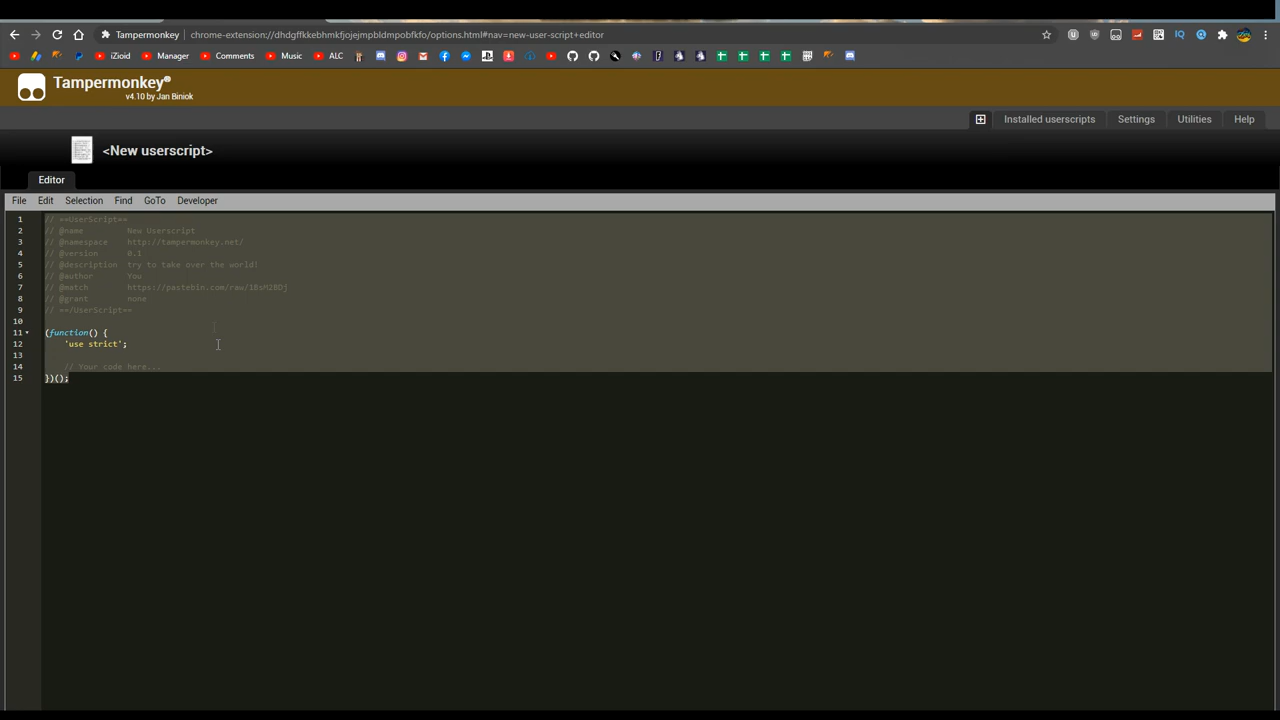 Tampermonkey chrome-extension://dhdgffkkebhmkfjojejmpbldmpobfkfo/options.html#nav=new-user-script+editor
iZioid Manager Comments Music ALC
Tampermonkey®
v4.10 by Jan Biniok
Installed userscripts Settings Utilities Help
<New userscript>
Editor
File Edit Selection Find GoTo Developer
1 // ==UserScript==
2 // @name New Userscript
3 // @namespace http://tampermonkey.net/
4 // @version 0.1
5 // @description try to take over the world!
6 // @author You
7 // @match
8 // @grant none
9 // ==/UserScript==
10
11 (function() {
12 'use strict';
13
14 // Your code here...
15 })();